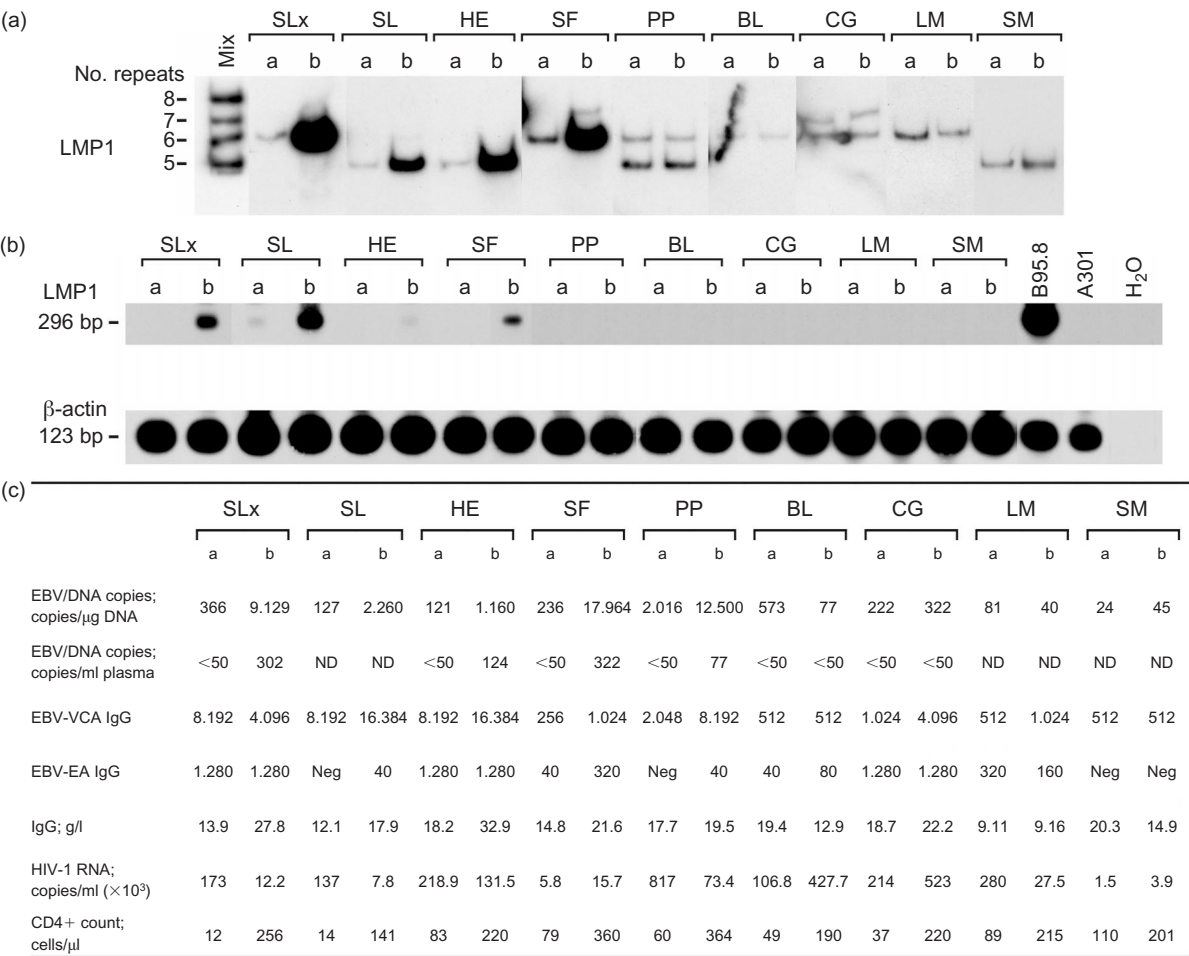 (a)
SLx SL HE SF PP BL CG LM SM
Mix a b a b a b a b a b a b a b a b a b
No. repeats
8
7
6
LMP1
5
(b)
SLx SL HE SF PP BL CG LM SM
a b a b a b a b a b a b a b a b a b B95.8 A301 H2O
LMP1
296 bp
β-actin
123 bp
(c)
SLx SL HE SF PP BL CG LM SM
a b a b a b a b a b a b a b a b a b
EBV/DNA copies;
copies/μg DNA 366 9.129 127 2.260 121 1.160 236 17.964 2.016 12.500 573 77 222 322 81 40 24 45
EBV/DNA copies;
copies/ml plasma <50 302 ND ND <50 124 <50 322 <50 77 <50 <50 <50 <50 ND ND ND ND
EBV-VCA IgG 8.192 4.096 8.192 16.384 8.192 16.384 256 1.024 2.048 8.192 512 512 1.024 4.096 512 1.024 512 512
EBV-EA IgG 1.280 1.280 Neg 40 1.280 1.280 40 320 Neg 40 40 80 1.280 1.280 320 160 Neg Neg
IgG; g/l 13.9 27.8 12.1 17.9 18.2 32.9 14.8 21.6 17.7 19.5 19.4 12.9 18.7 22.2 9.11 9.16 20.3 14.9
HIV-1 RNA;
copies/ml (×10³) 173 12.2 137 7.8 218.9 131.5 5.8 15.7 817 73.4 106.8 427.7 214 523 280 27.5 1.5 3.9
CD4+ count;
cells/μl 12 256 14 141 83 220 79 360 60 364 49 190 37 220 89 215 110 201